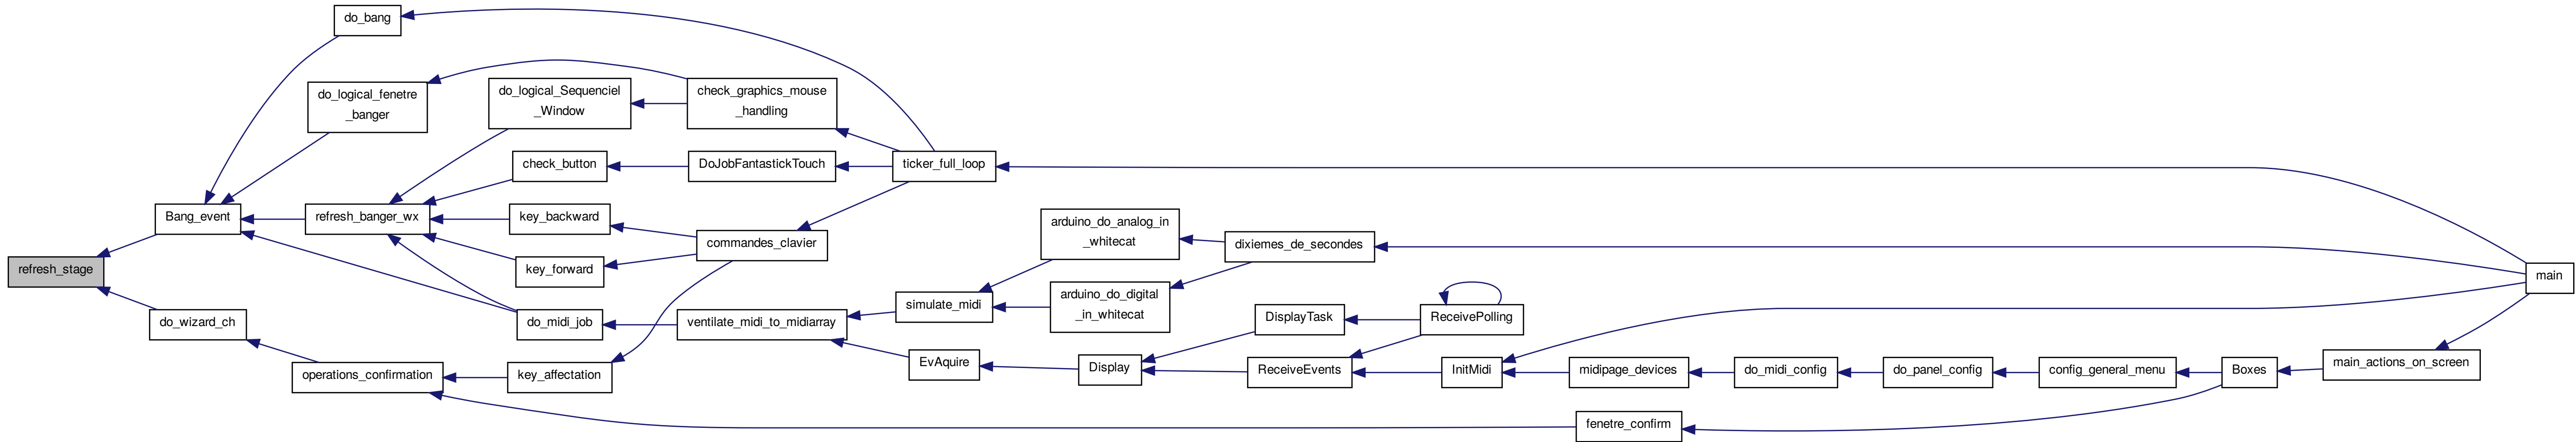 do_bang
do_logical_fenetre
_banger
do_logical_Sequenciel
_Window
check_graphics_mouse
_handling
check_button
DoJobFantastickTouch
ticker_full_loop
Bang_event
refresh_banger_wx
key_backward
commandes_clavier
key_forward
refresh_stage
do_wizard_ch
do_midi_job
operations_confirmation
key_affectation
ventilate_midi_to_midiarray
simulate_midi
EvAquire
arduino_do_analog_in
_whitecat
arduino_do_digital
_in_whitecat
dixiemes_de_secondes
Display
DisplayTask
ReceiveEvents
ReceivePolling
InitMidi
midipage_devices
do_midi_config
do_panel_config
config_general_menu
Boxes
main_actions_on_screen
main
fenetre_confirm